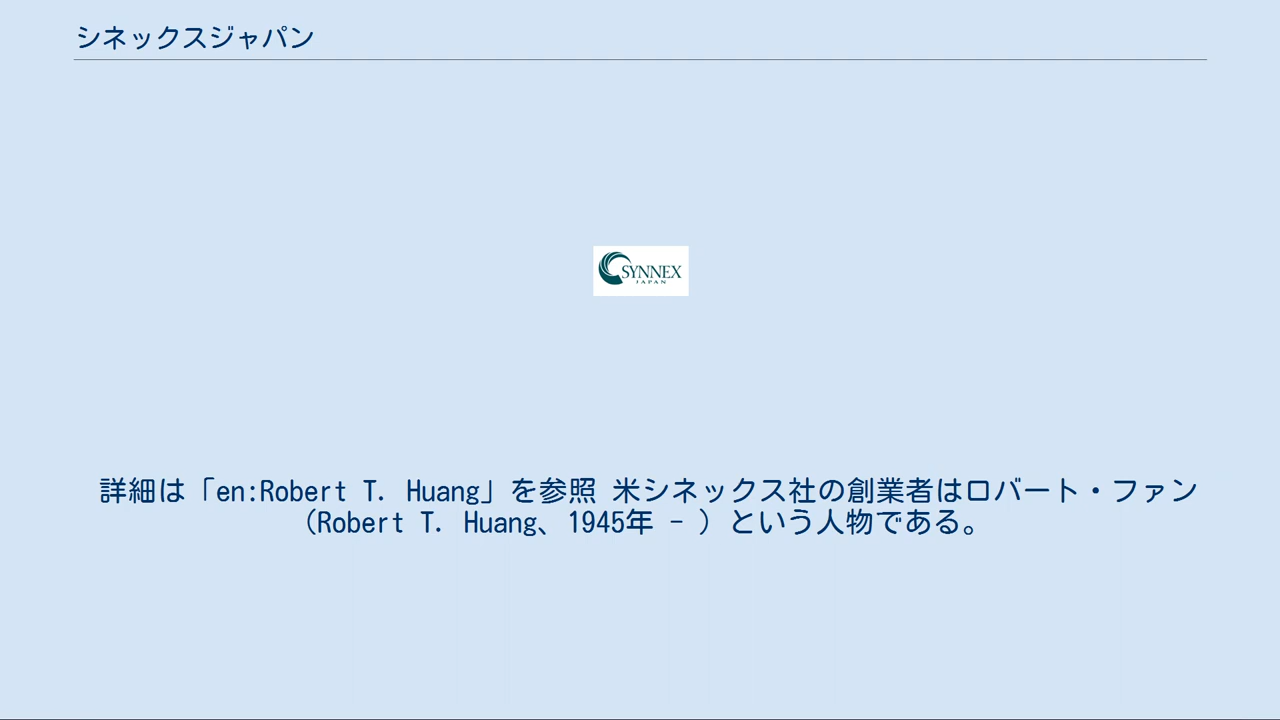 シネックスジャパン
SYNNEX
JAPAN
詳細は「en:Robert T. Huang」を参照 米シネックス社の創業者はロバート・ファン
（Robert T. Huang、1945年 - ）という人物である。